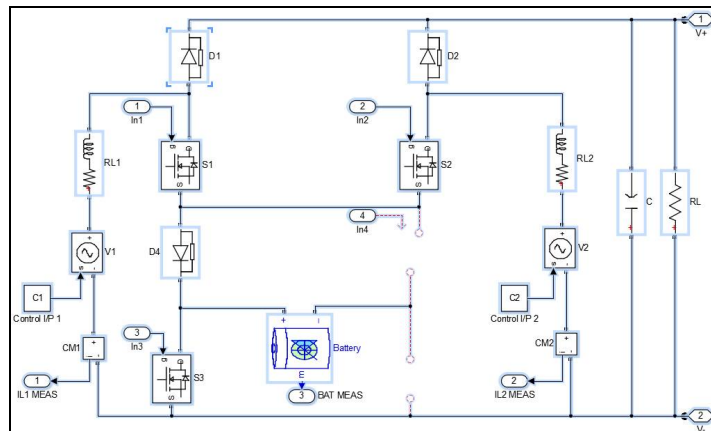 1
V+
D1
D2
1
In1
2
In2
g
D
S
S1
g
D
S
S2
RL1
RL2
C
RL
4
In4
D4
V1
s
V2
s
C1
Control I/P 1
C2
Control I/P 2
+
-
Battery
m
3
In3
g
D
S
S3
CM1
CM2
1
IL1 MEAS
3
BAT MEAS
2
IL2 MEAS
2
V-